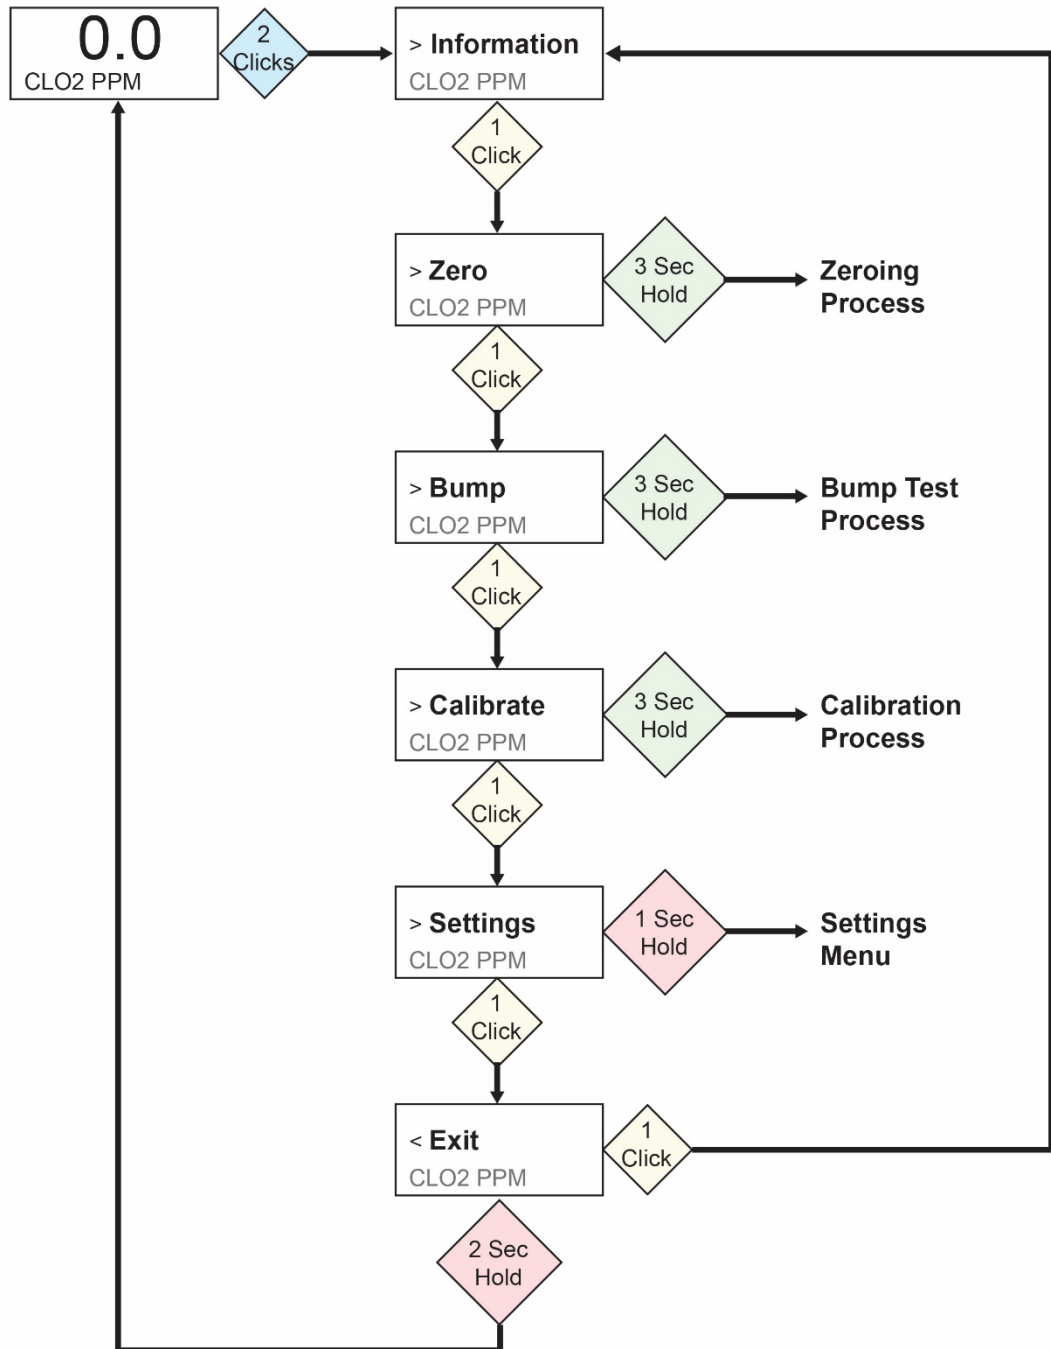 0.0
CLO2 PPM
2
Clicks
> Information
CLO2 PPM
1
Click
> Zero
CLO2 PPM
3 Sec
Hold
Zeroing
Process
1
Click
> Bump
CLO2 PPM
3 Sec
Hold
Bump Test
Process
1
Click
> Calibrate
CLO2 PPM
3 Sec
Hold
Calibration
Process
1
Click
> Settings
CLO2 PPM
1 Sec
Hold
Settings
Menu
1
Click
< Exit
CLO2 PPM
1
Click
2 Sec
Hold